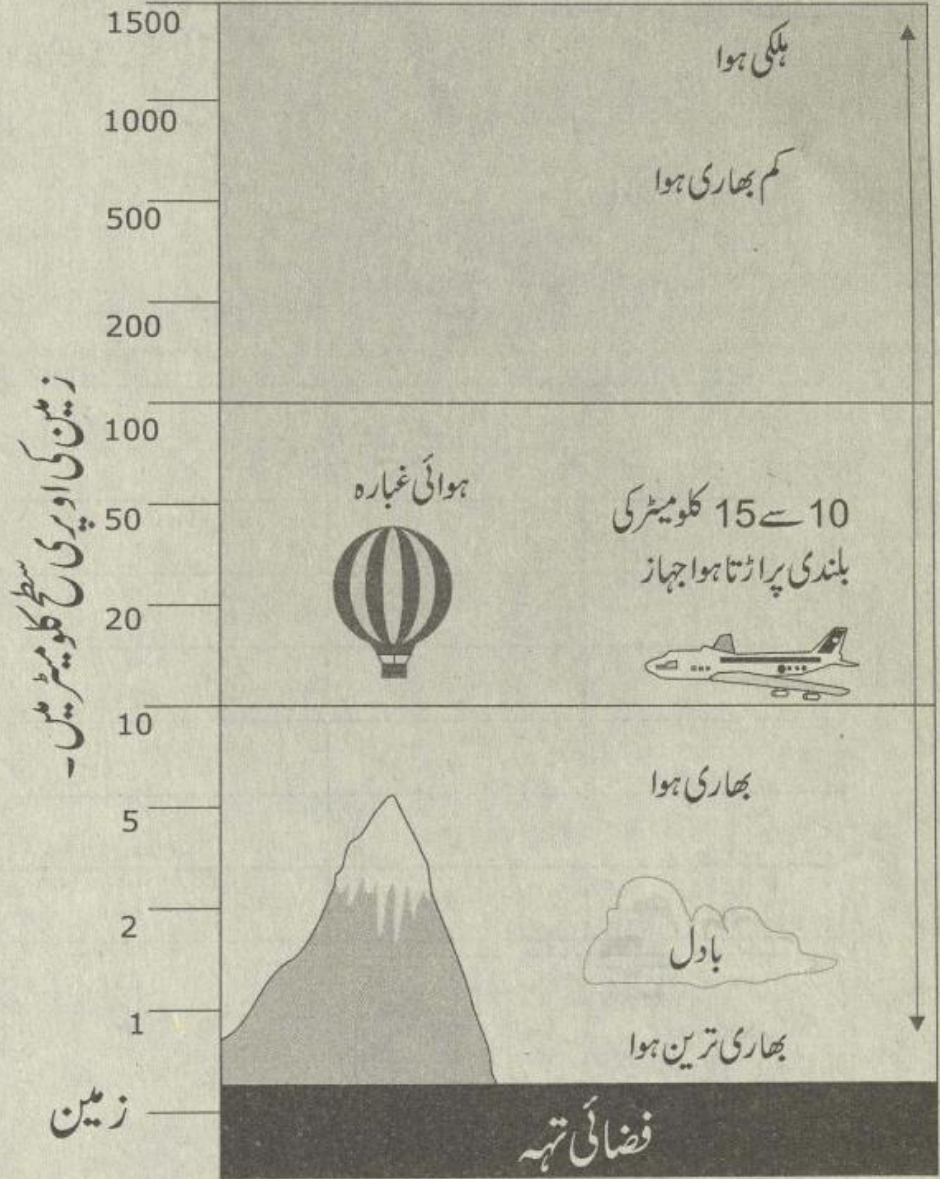 1500
ہلکی ہوا
1000
کم بھاری ہوا
500
200
100
ہوائی غبارہ
10 سے 15 کلومیٹر کی
50
بلندی پر اڑتا ہوا جہاز
20
10
بھاری ہوا
5
2
بادل
1
بھاری ترین ہوا
زمین
فضائی تہہ
زمین کی اوپری سطح کلومیٹر میں۔